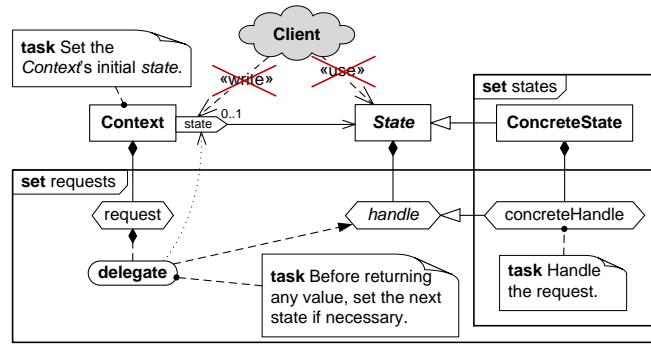 Client
task Set the
Context's initial state.
«write»
«use»
set states
Context
state
0..1
State
ConcreteState
set requests
request
handle
concreteHandle
delegate
task Before returning
any value, set the next
state if necessary.
task Handle
the request.